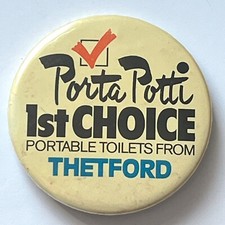 Porta Potti
1st CHOICE
PORTABLE TOILETS FROM
THETFORD